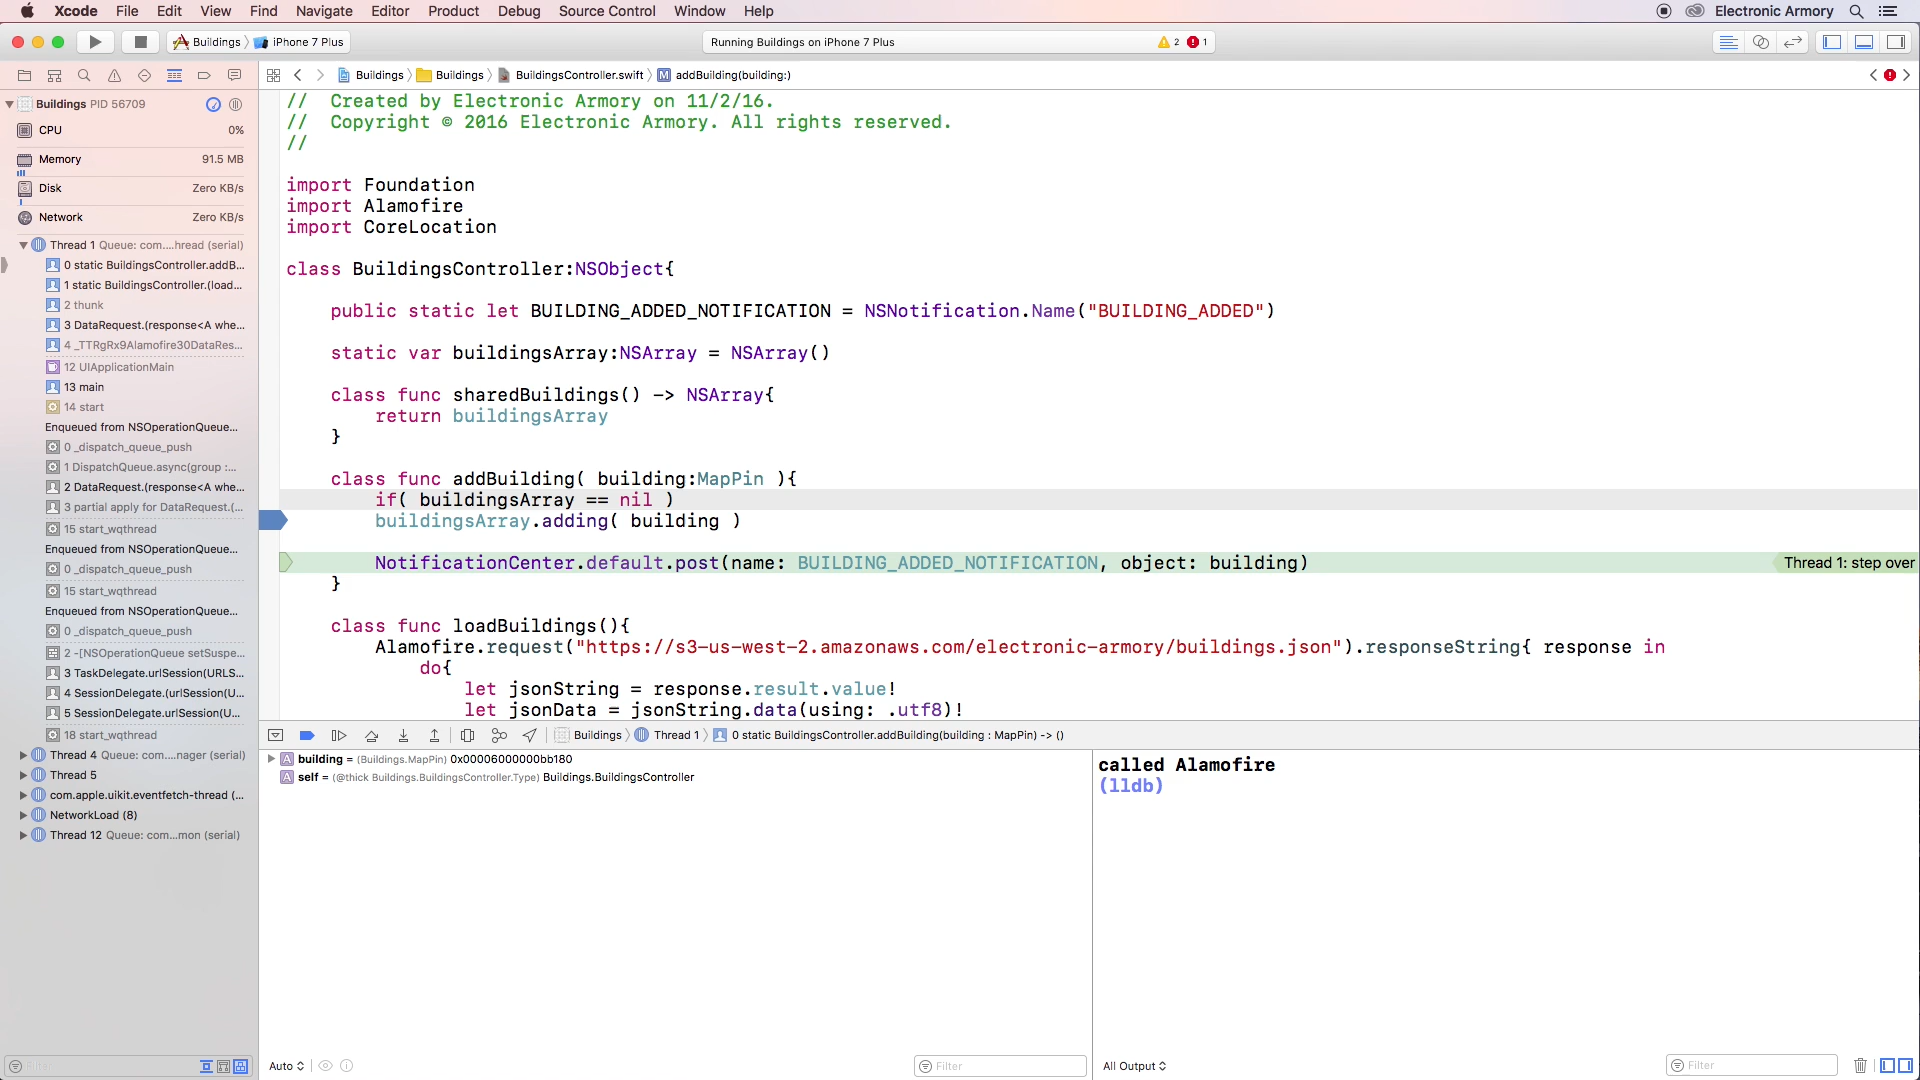 Xcode File Edit View Find Navigate Editor Product Debug Source Control Window Help Electronic Armory
Buildings iPhone 7 Plus Running Buildings on iPhone 7 Plus 2 1
Buildings Buildings BuildingsController.swift M addBuilding(building:)
Buildings PID 56709
CPU 0%
Memory 91.5 MB
Disk Zero KB/s
Network Zero KB/s
Thread 1 Queue: com....hread (serial)
0 static BuildingsController.addB...
1 static BuildingsController.(load...
2 thunk
3 DataRequest.(response<A whe...
4 _TTRgRx9Alamofire30DataRes...
12 UIApplicationMain
13 main
14 start
Enqueued from NSOperationQueue...
0 _dispatch_queue_push
1 DispatchQueue.async(group :...
2 DataRequest.(response<A whe...
3 partial apply for DataRequest.(...
15 start_wqthread
Enqueued from NSOperationQueue...
0 _dispatch_queue_push
15 start_wqthread
Enqueued from NSOperationQueue...
0 _dispatch_queue_push
2 -[NSOperationQueue setSuspe...
3 TaskDelegate.urlSession(URLS...
4 SessionDelegate.(urlSession(U...
5 SessionDelegate.urlSession(U...
18 start_wqthread
Thread 4 Queue: com....nager (serial)
Thread 5
com.apple.uikit.eventfetch-thread (...
NetworkLoad (8)
Thread 12 Queue: com...mon (serial)
// Created by Electronic Armory on 11/2/16.
// Copyright © 2016 Electronic Armory. All rights reserved.
//
import Foundation
import Alamofire
import CoreLocation
class BuildingsController:NSObject{
public static let BUILDING_ADDED_NOTIFICATION = NSNotification.Name("BUILDING_ADDED")
static var buildingsArray:NSArray = NSArray()
class func sharedBuildings() -> NSArray{
return buildingsArray
}
class func addBuilding( building:MapPin ){
if( buildingsArray == nil )
buildingsArray.adding( building )
NotificationCenter.default.post(name: BUILDING_ADDED_NOTIFICATION, object: building) Thread 1: step over
}
class func loadBuildings(){
Alamofire.request("https://s3-us-west-2.amazonaws.com/electronic-armory/buildings.json").responseString{ response in
do{
let jsonString = response.result.value!
let jsonData = jsonString.data(using: .utf8)!
Buildings Thread 1 0 static BuildingsController.addBuilding(building : MapPin) -> ()
A building = (Buildings.MapPin) 0x00006000000bb180
A self = (@thick Buildings.BuildingsController.Type) Buildings.BuildingsController
called Alamofire
(lldb)
Auto Filter All Output Filter